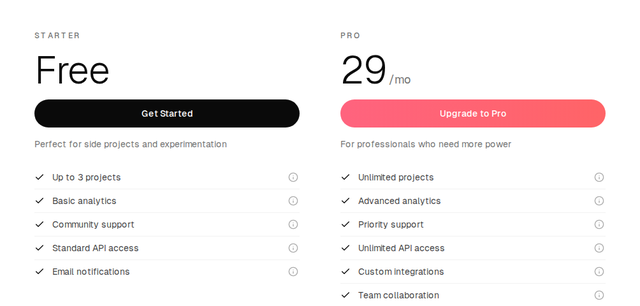 STARTER
Free
Get Started
Perfect for side projects and experimentation
Up to 3 projects
Basic analytics
Community support
Standard API access
Email notifications
PRO
29/mo
Upgrade to Pro
For professionals who need more power
Unlimited projects
Advanced analytics
Priority support
Unlimited API access
Custom integrations
Team collaboration